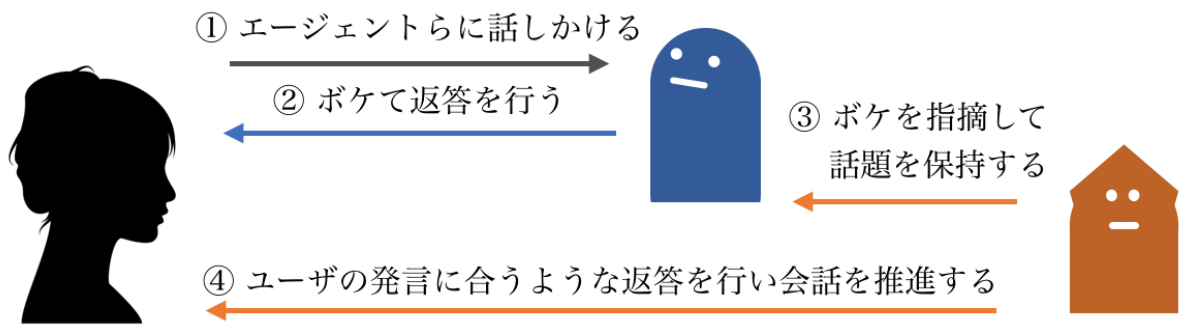 ① エージェントらに話しかける
② ボケて返答を行う
③ ボケを指摘して
話題を保持する
④ ユーザの発言に合うような返答を行い会話を推進する